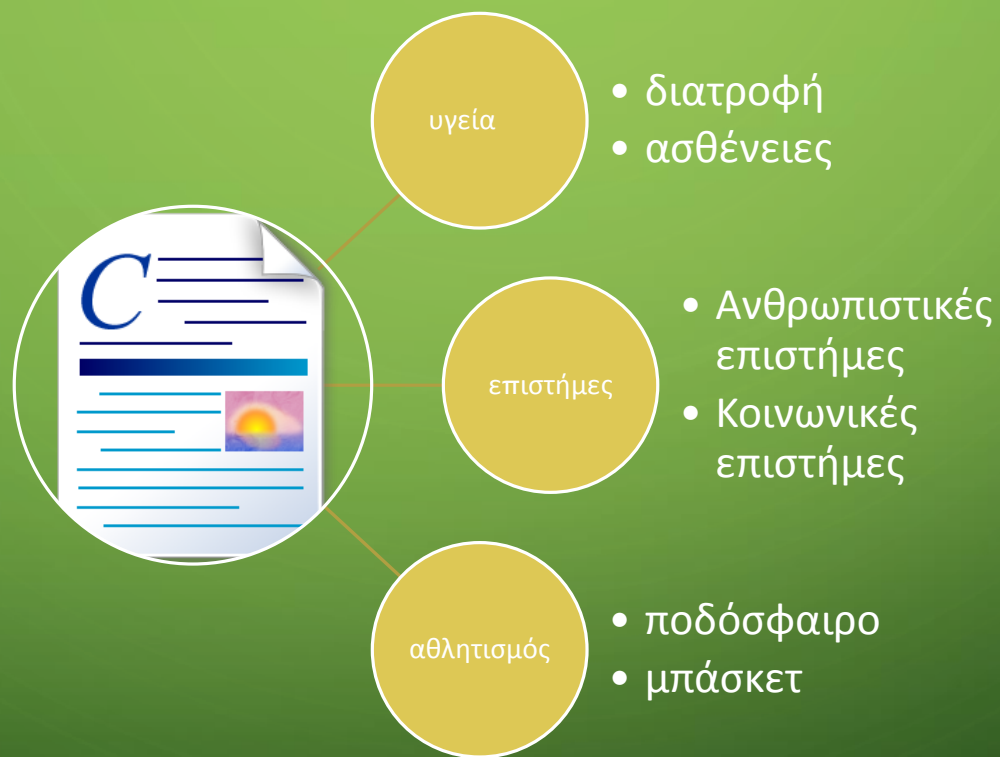 υγεία
• διατροφή
• ασθένειες
C
επιστήμες
• Ανθρωπιστικές
επιστήμες
• Κοινωνικές
επιστήμες
αθλητισμός
• ποδόσφαιρο
• μπάσκετ